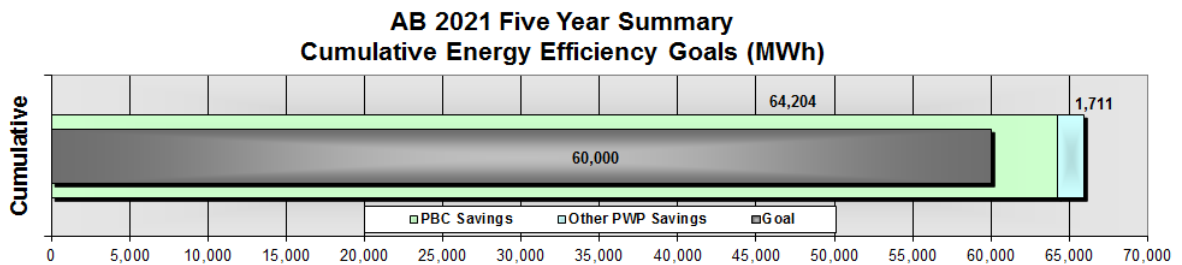 AB 2021 Five Year Summary
Cumulative Energy Efficiency Goals (MWh)
Cumulative
64,204
1,711
60,000
PBC Savings Other PWP Savings Goal
0 5,000 10,000 15,000 20,000 25,000 30,000 35,000 40,000 45,000 50,000 55,000 60,000 65,000 70,000